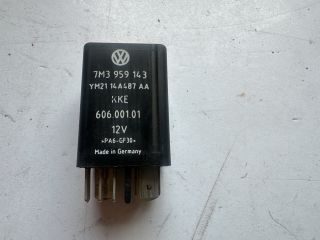 7M3 959 143
YM21 14A487 AA
KKE
606.001.01
12V
>PA6-GF30<
Made in Germany